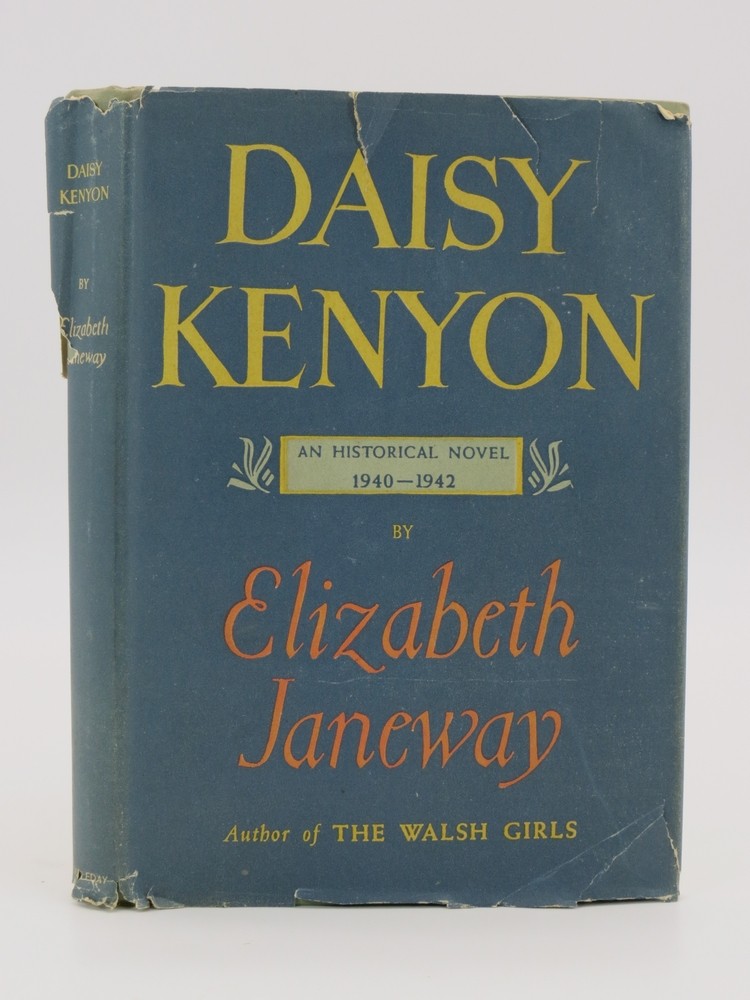 DAISY
KENYON
BY
Elizabeth
DAISY
KENYON
AN HISTORICAL NOVEL
1940—1942
BY
Elizabeth
Janeway
Author of THE WALSH GIRLS